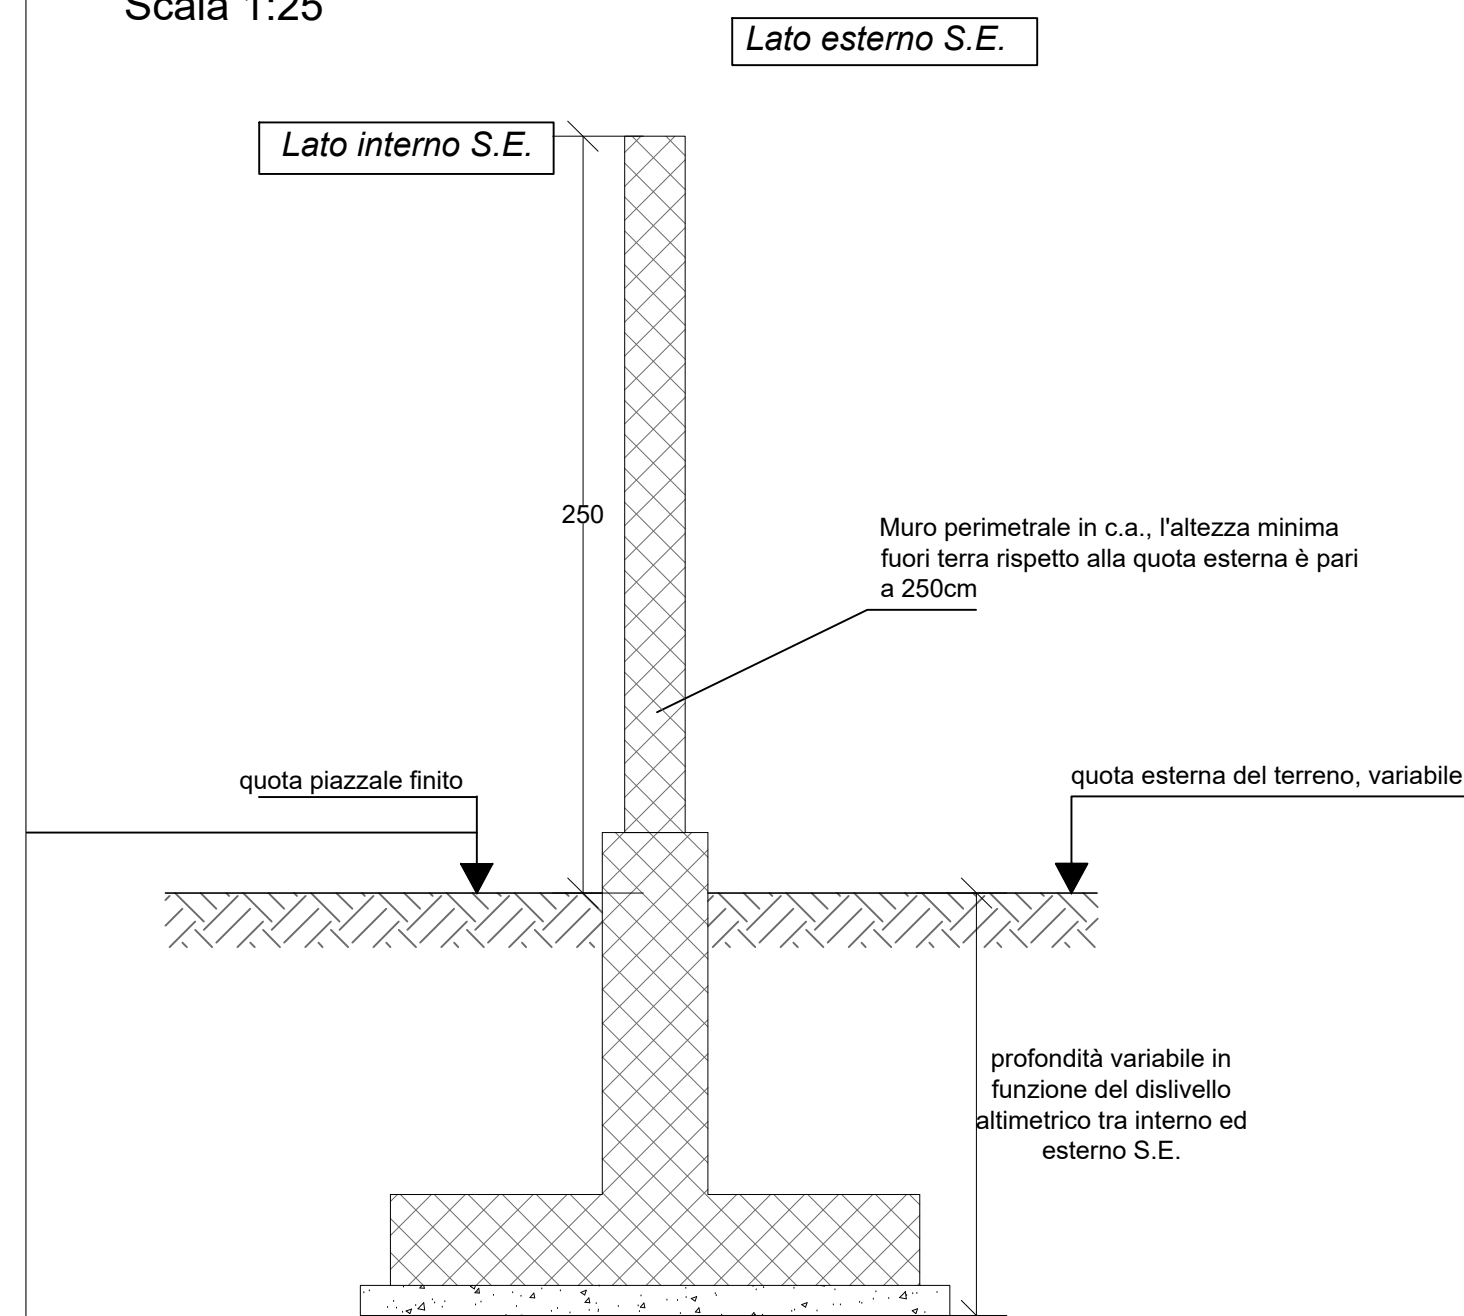 Scala 1:25
Lato esterno S.E.
Lato interno S.E.
250
Muro perimetrale in c.a., l'altezza minima
fuori terra rispetto alla quota esterna è pari
a 250cm
quota piazzale finito
quota esterna del terreno, variabile
profondità variabile in
funzione del dislivello
altimetrico tra interno ed
esterno S.E.